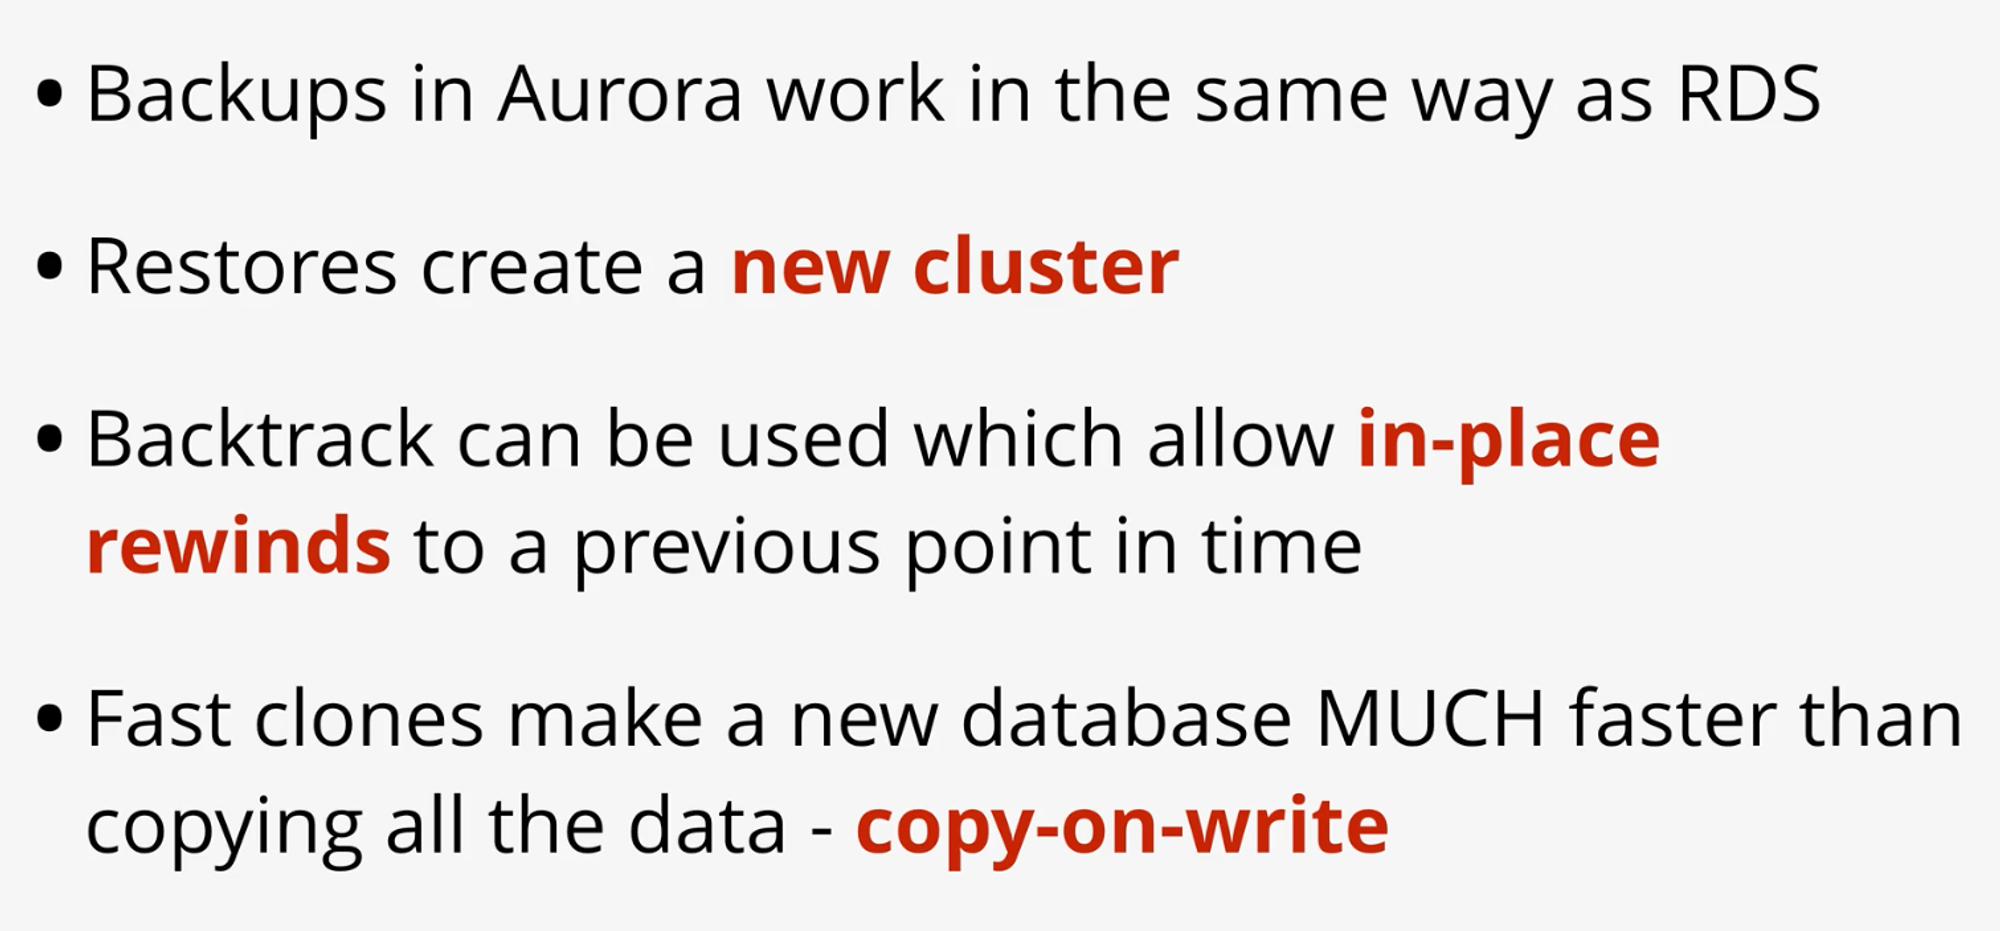 • Backups in Aurora work in the same way as RDS
• Restores create a new cluster
• Backtrack can be used which allow in-place
rewinds to a previous point in time
• Fast clones make a new database MUCH faster than
copying all the data - copy-on-write